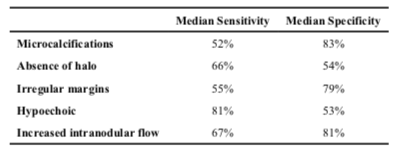 Median Sensitivity Median Specificity
Microcalcifications 52% 83%
Absence of halo 66% 54%
Irregular margins 55% 79%
Hypoechoic 81% 53%
Increased intranodular flow 67% 81%